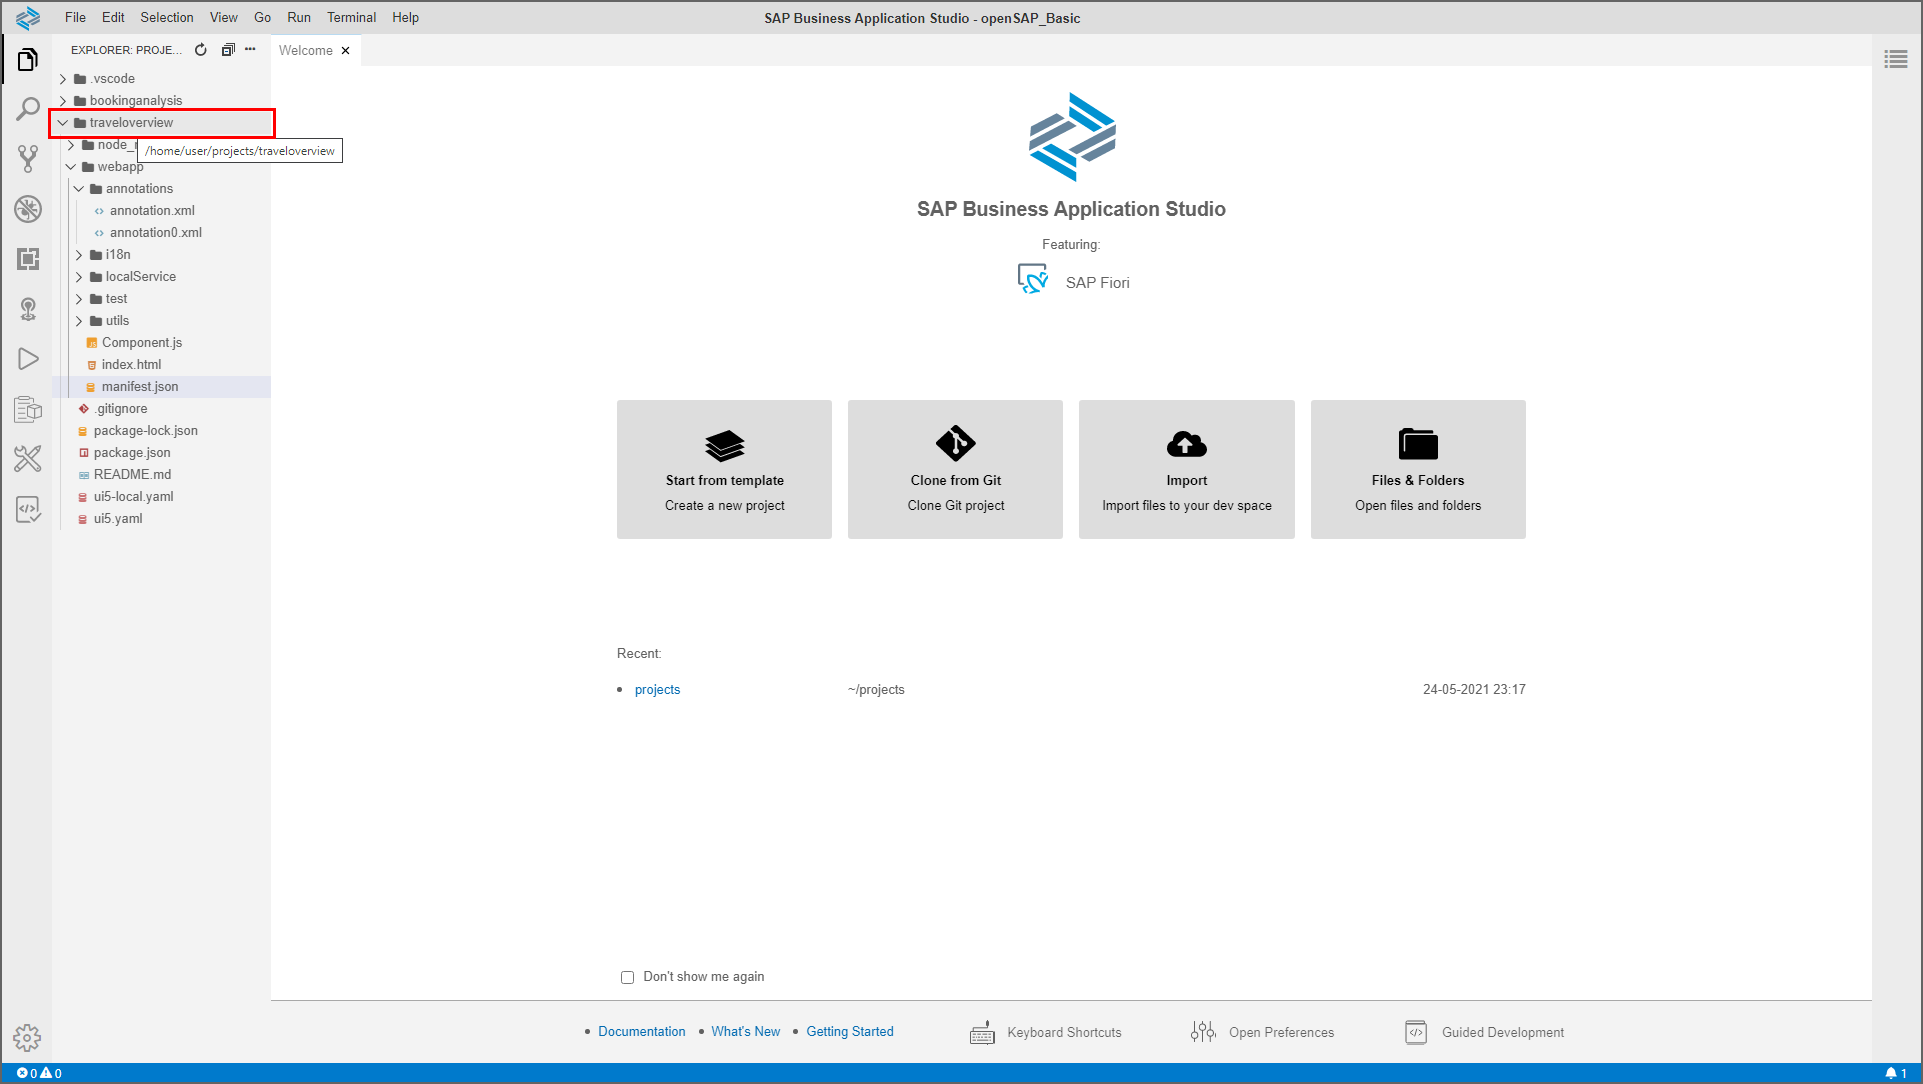 File Edit Selection View Go Run Terminal Help
SAP Business Application Studio - openSAP_Basic
EXPLORER: PROJE...
Welcome
.vscode
bookinganalysis
traveloverview
node_
/home/user/projects/traveloverview
webapp
annotations
annotation.xml
annotation0.xml
i18n
localService
test
utils
Component.js
index.html
manifest.json
.gitignore
package-lock.json
package.json
README.md
ui5-local.yaml
ui5.yaml
SAP Business Application Studio
Featuring:
SAP Fiori
Start from template
Create a new project
Clone from Git
Clone Git project
Import
Import files to your dev space
Files & Folders
Open files and folders
Recent:
projects ~/projects 24-05-2021 23:17
Don't show me again
Documentation What's New Getting Started Keyboard Shortcuts Open Preferences Guided Development
0 0 1